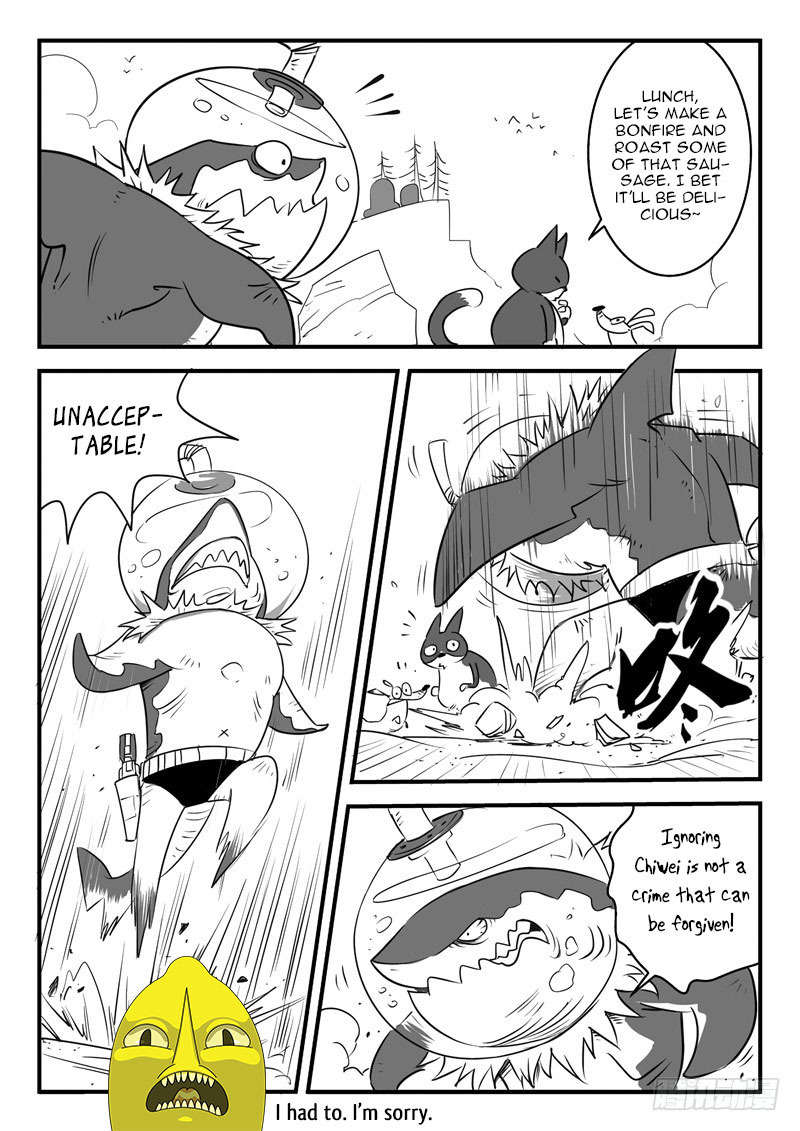 LUNCH,
LET'S MAKE A
BONFIRE AND
ROAST SOME
OF THAT SAU-
SAGE. I BET
IT'LL BE DELI-
CIOUS~
UNACCEP-
TABLE!
咚
Ignoring
Chiwei is not a
crime that can
be forgiven!
I had to. I'm sorry.